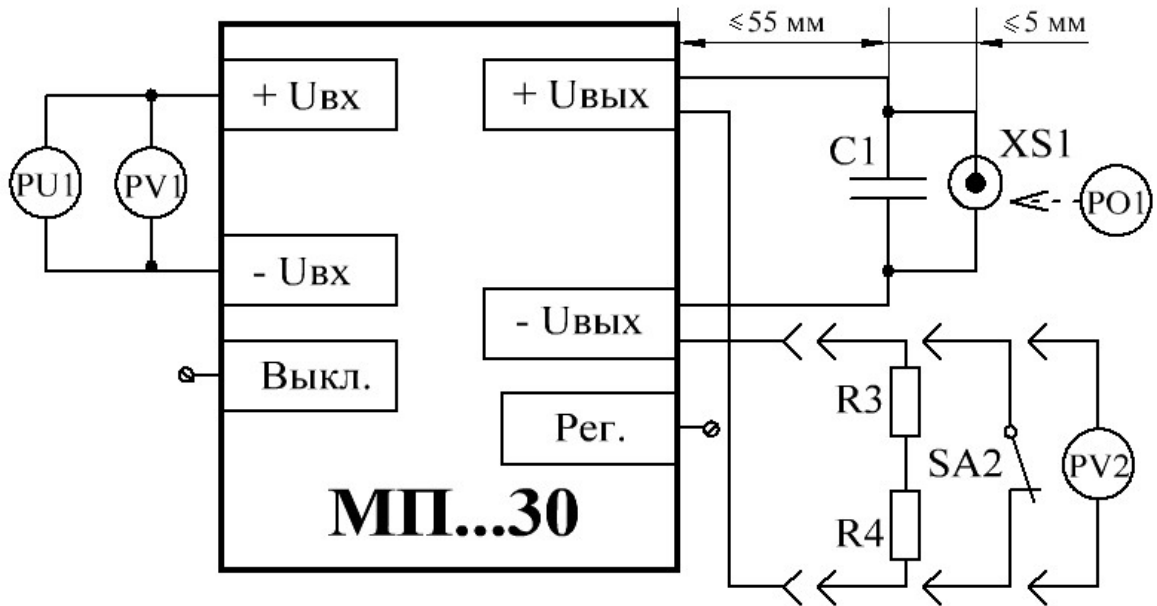 ≤55 мм
≤5 мм
+ Uвх
+ Uвых
C1
XS1
PU1
PV1
PO1
- Uвх
- Uвых
Выкл.
Рег.
R3
SA2
PV2
R4
МП...30